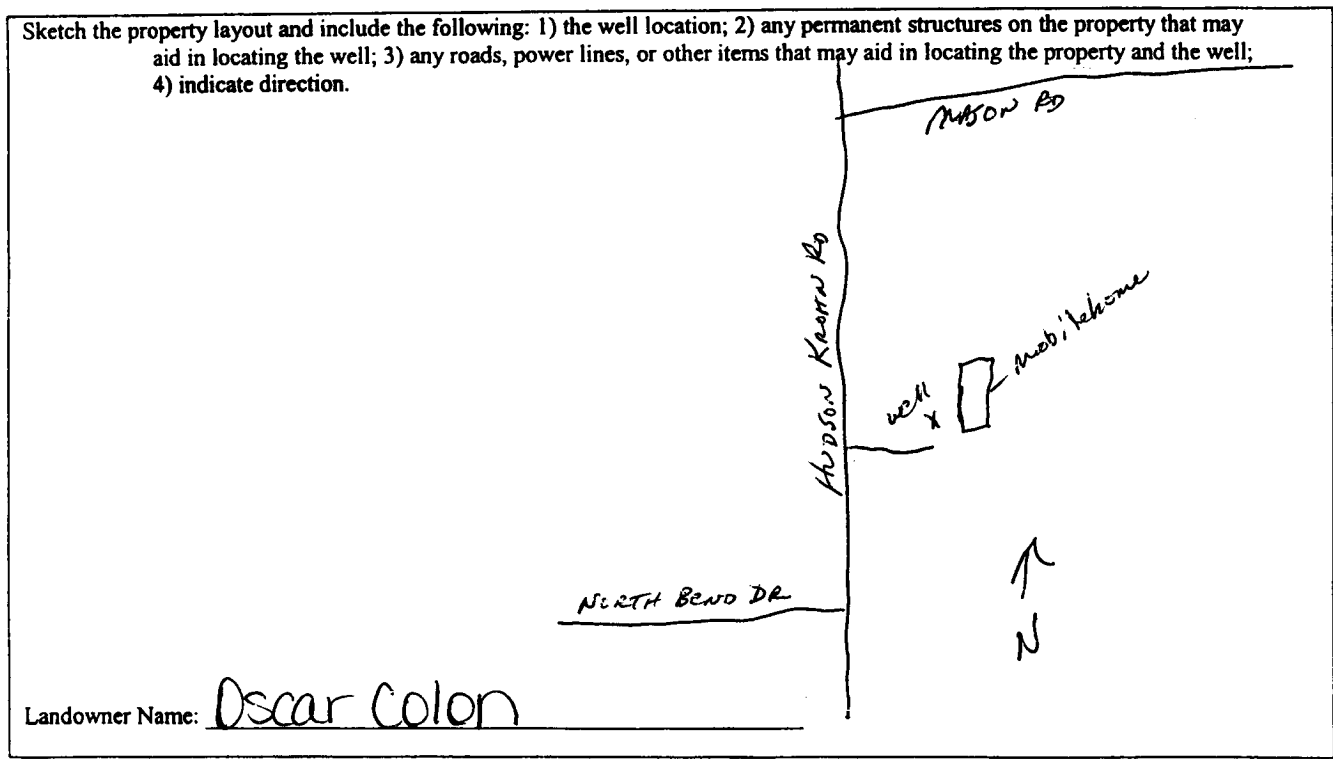 Sketch the property layout and include the following: 1) the well location; 2) any permanent structures on the property that may
aid in locating the well; 3) any roads, power lines, or other items that may aid in locating the property and the well;
4) indicate direction.
MASON RD
HUDSON KROHN RD
mobilehome
well
X
NORTH BEND DR
N
Landowner Name: Oscar Colon